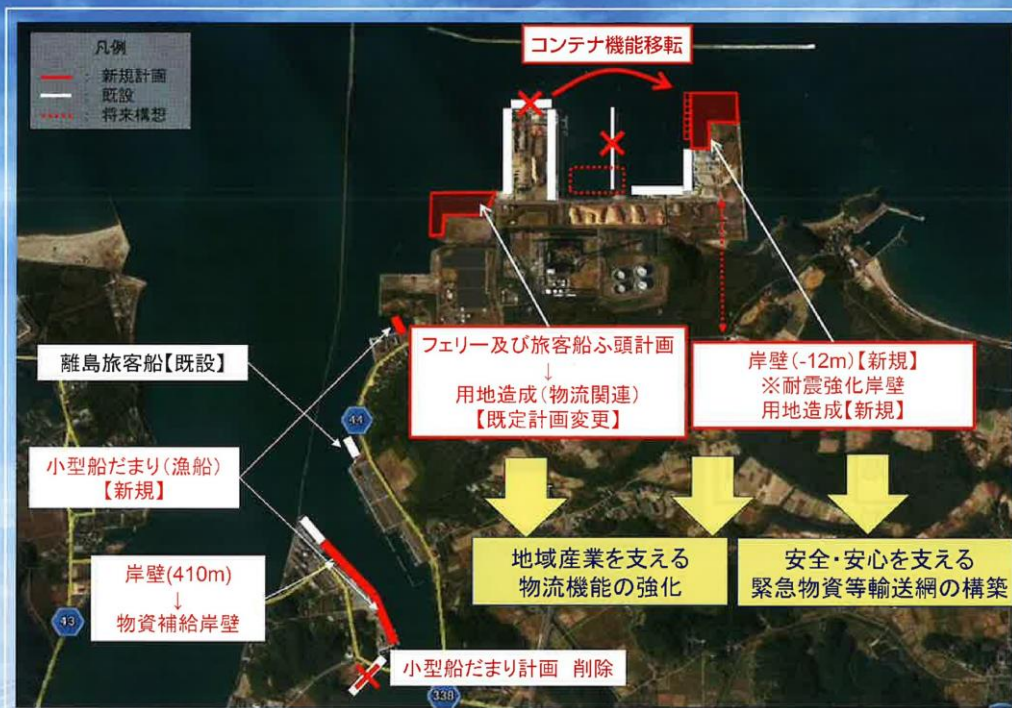 凡例
: 新規計画
: 既設
: 将来構想
コンテナ機能移転
離島旅客船【既設】
44
フェリー及び旅客船ふ頭計画
↓
用地造成(物流関連)
【既定計画変更】
岸壁(-12m)【新規】
※耐震強化岸壁
用地造成【新規】
小型船だまり(漁船)
【新規】
地域産業を支える
物流機能の強化
安全・安心を支える
緊急物資等輸送網の構築
岸壁(410m)
↓
物資補給岸壁
43
小型船だまり計画 削除
338